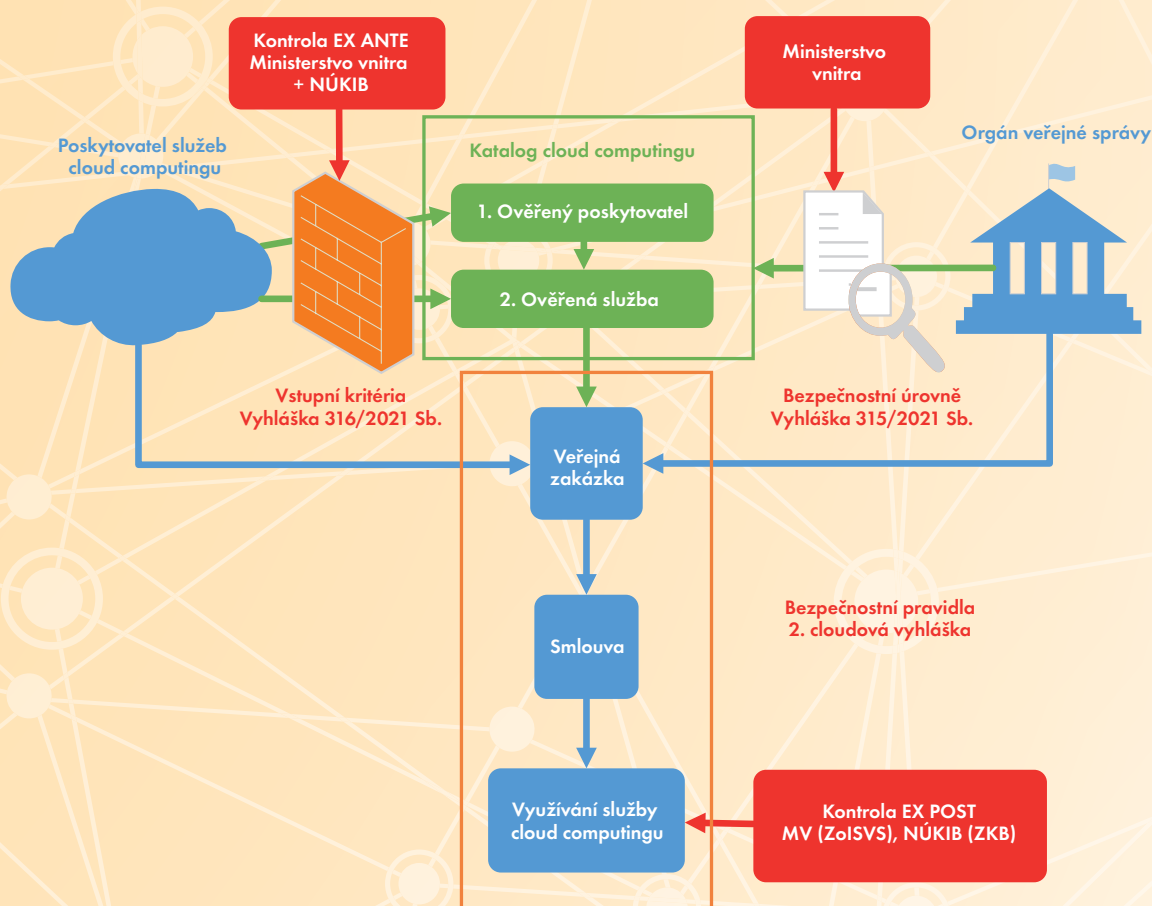 Kontrola EX ANTE
Ministerstvo vnitra
+ NÚKIB
Ministerstvo
vnitra
Poskytovatel služeb
cloud computingu
Katalog cloud computingu
Orgán veřejné správy
1. Ověřený poskytovatel
2. Ověřená služba
Vstupní kritéria
Vyhláška 316/2021 Sb.
Bezpečnostní úrovně
Vyhláška 315/2021 Sb.
Veřejná
zakázka
Smlouva
Bezpečnostní pravidla
2. cloudová vyhláška
Využívání služby
cloud computingu
Kontrola EX POST
MV (ZoISVS), NÚKIB (ZKB)